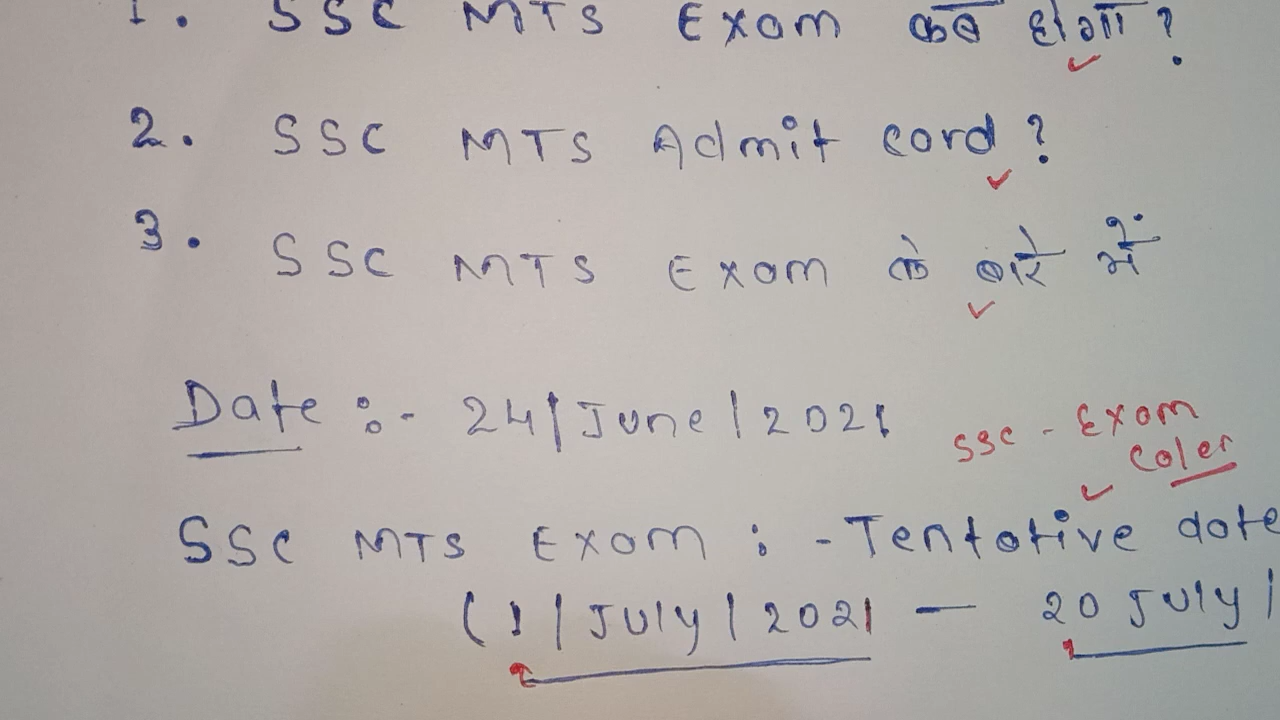 1. SSC MTS Exam कब होगा ?
2. SSC MTS Admit card ?
3. SSC MTS Exam के बारे में
Date :- 24/June/2021
SSC - Exam
Caler
SSC MTS Exam : - Tentative date
(1/July/2021 — 20 July/